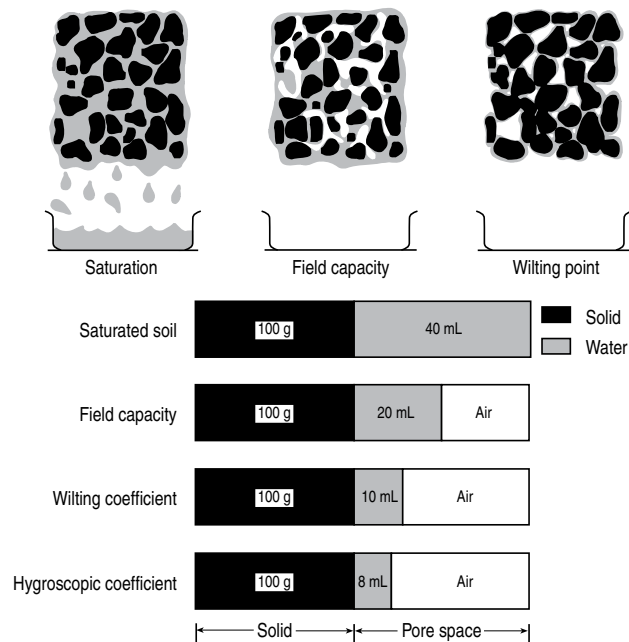 Saturation
Field capacity
Wilting point
Saturated soil
100 g
40 mL
Solid
Water
Field capacity
100 g
20 mL
Air
Wilting coefficient
100 g
10 mL
Air
Hygroscopic coefficient
100 g
8 mL
Air
Solid
Pore space